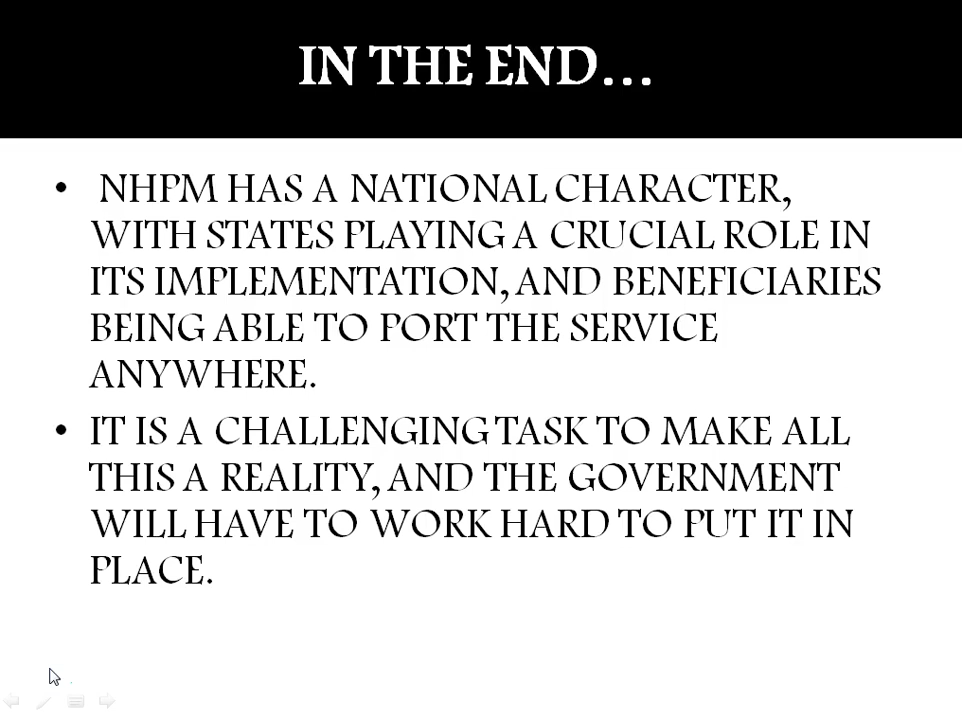 IN THE END...
• NHPM HAS A NATIONAL CHARACTER,
WITH STATES PLAYING A CRUCIAL ROLE IN
ITS IMPLEMENTATION, AND BENEFICIARIES
BEING ABLE TO PORT THE SERVICE
ANYWHERE.
• IT IS A CHALLENGING TASK TO MAKE ALL
THIS A REALITY, AND THE GOVERNMENT
WILL HAVE TO WORK HARD TO PUT IT IN
PLACE.